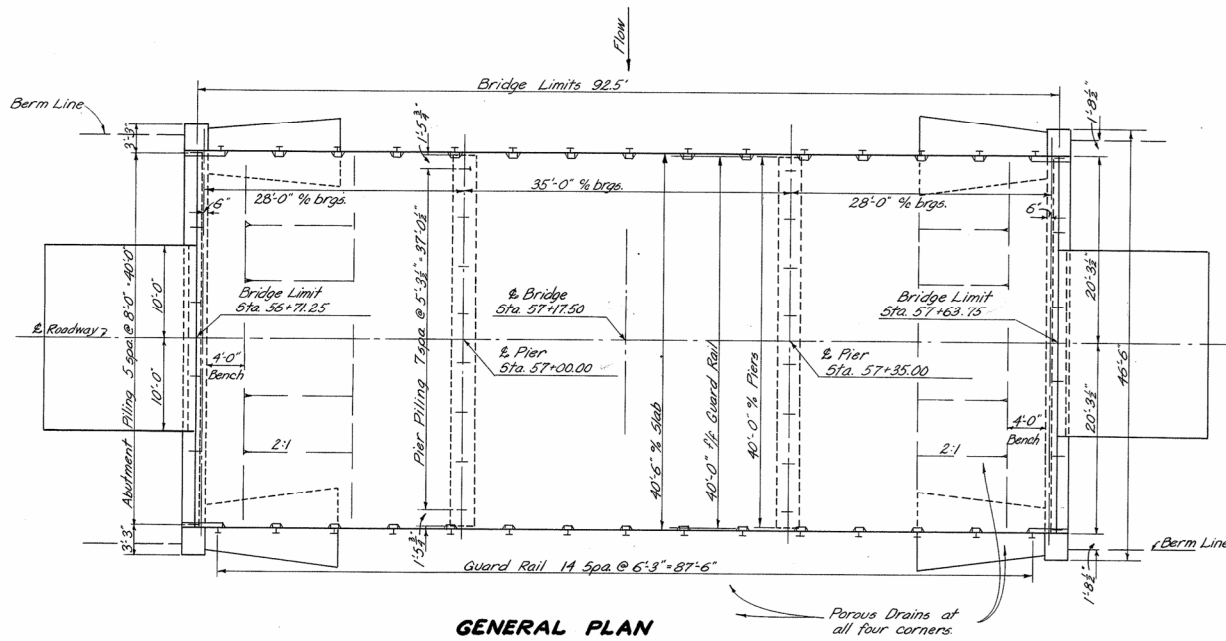 Flow
Bridge Limits 92.5'
Berm Line
3'-3"
1'-5¾"
1'-8½"
35'-0" % brgs.
28'-0" % brgs.
28'-0" % brgs.
6"
6"
Abutment Piling 5 spa. @ 8'-0" = 40'-0"
10'-0"
10'-0"
Pier Piling 7 spa. @ 5'-3½" = 37'-0½"
20'-3½"
20'-3½"
46'-6"
Bridge Limit
Sta. 56+71.25
℄ Bridge
Sta. 57+17.50
Bridge Limit
Sta. 57+63.75
℄ Roadway
℄ Pier
Sta. 57+00.00
℄ Pier
Sta. 57+35.00
4'-0"
Bench
4'-0"
Bench
40'-6" % Slab
40'-0" f/f Guard Rail
40'-0" % Piers
2:1
2:1
3'-3"
1'-5¾"
1'-8½"
Berm Line
Guard Rail 14 Spa. @ 6'-3" = 87'-6"
Porous Drains at
all four corners.
GENERAL PLAN